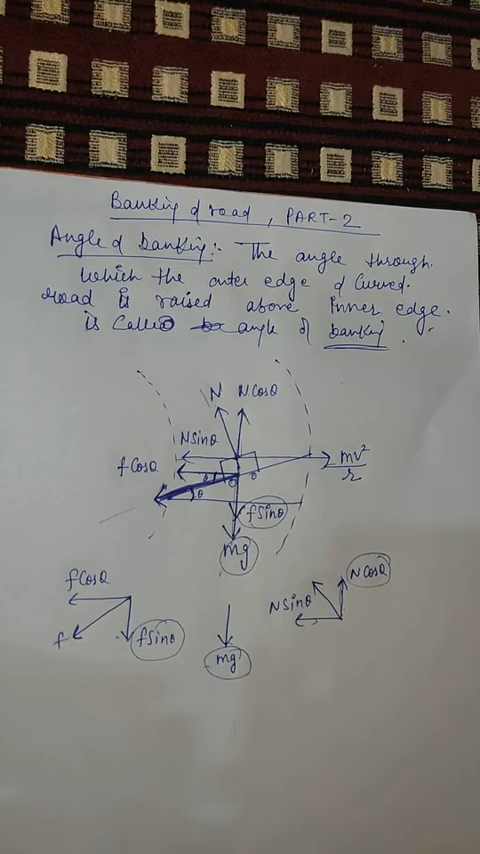 Banking of road, PART-2
Angle of banking:- The angle through
which the outer edge of curved
road is raised above inner edge.
is called angle of banking.
N NCosθ
NSinθ
mv²/r
fCosθ
θ θ
θ θ
fSinθ
mg
fCosθ
NCosθ
NSinθ
f
fSinθ
mg